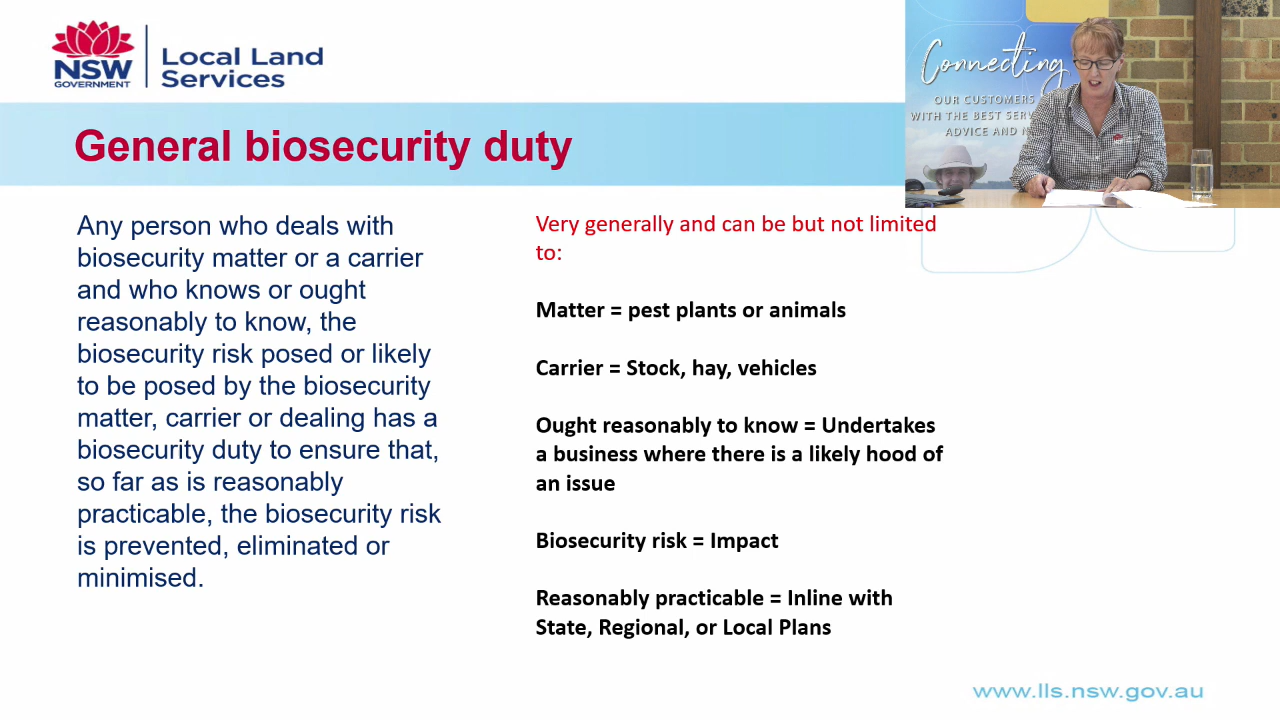 NSW
GOVERNMENT
Local Land
Services
Connecting
OUR CUSTOMERS
WITH THE BEST
ADVICE
General biosecurity duty
Any person who deals with
biosecurity matter or a carrier
and who knows or ought
reasonably to know, the
biosecurity risk posed or likely
to be posed by the biosecurity
matter, carrier or dealing has a
biosecurity duty to ensure that,
so far as is reasonably
practicable, the biosecurity risk
is prevented, eliminated or
minimised.
Very generally and can be but not limited
to:
Matter = pest plants or animals
Carrier = Stock, hay, vehicles
Ought reasonably to know = Undertakes
a business where there is a likely hood of
an issue
Biosecurity risk = Impact
Reasonably practicable = Inline with
State, Regional, or Local Plans
www.lls.nsw.gov.au